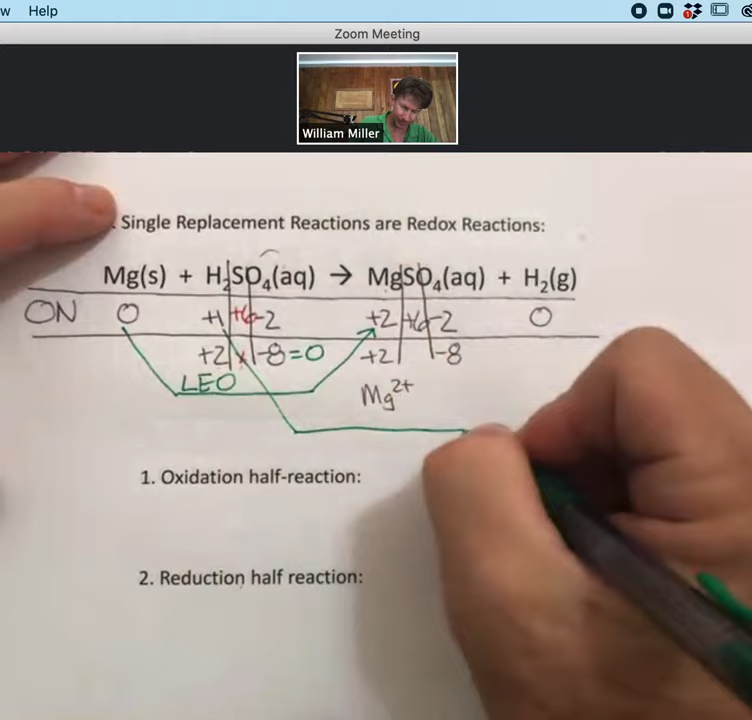 w Help
Zoom Meeting
William Miller
Single Replacement Reactions are Redox Reactions:
Mg(s) + H₂SO₄(aq) → MgSO₄(aq) + H₂(g)
ON 0 +1 +6 -2 +2 +6 -2 0
+2 x -8=0 +2 -8
LEO
Mg²⁺
1. Oxidation half-reaction:
2. Reduction half reaction: